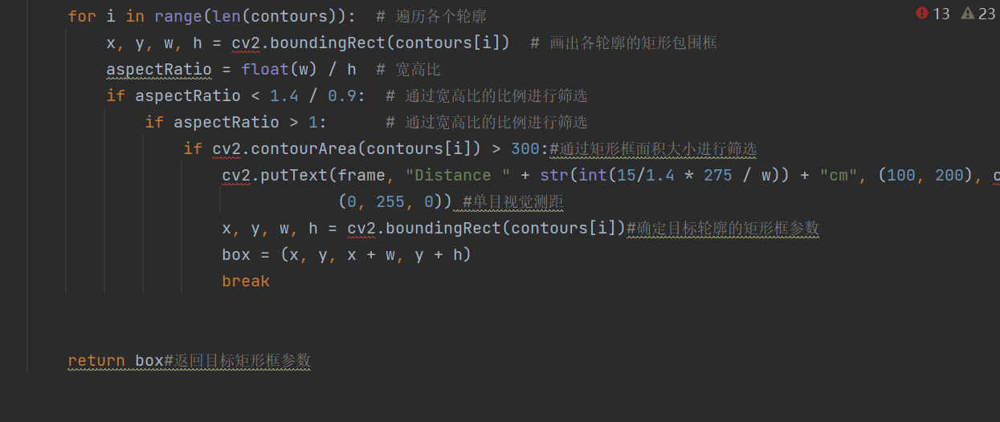 for i in range(len(contours)):  # 遍历各个轮廓
13 23
x, y, w, h = cv2.boundingRect(contours[i])  # 画出各轮廓的矩形包围框
aspectRatio = float(w) / h  # 宽高比
if aspectRatio < 1.4 / 0.9:  # 通过宽高比的比例进行筛选
if aspectRatio > 1:      # 通过宽高比的比例进行筛选
if cv2.contourArea(contours[i]) > 300:#通过矩形框面积大小进行筛选
cv2.putText(frame, "Distance " + str(int(15/1.4 * 275 / w)) + "cm", (100, 200), c
(0, 255, 0)) #单目视觉测距
x, y, w, h = cv2.boundingRect(contours[i])#确定目标轮廓的矩形框参数
box = (x, y, x + w, y + h)
break
return box#返回目标矩形框参数